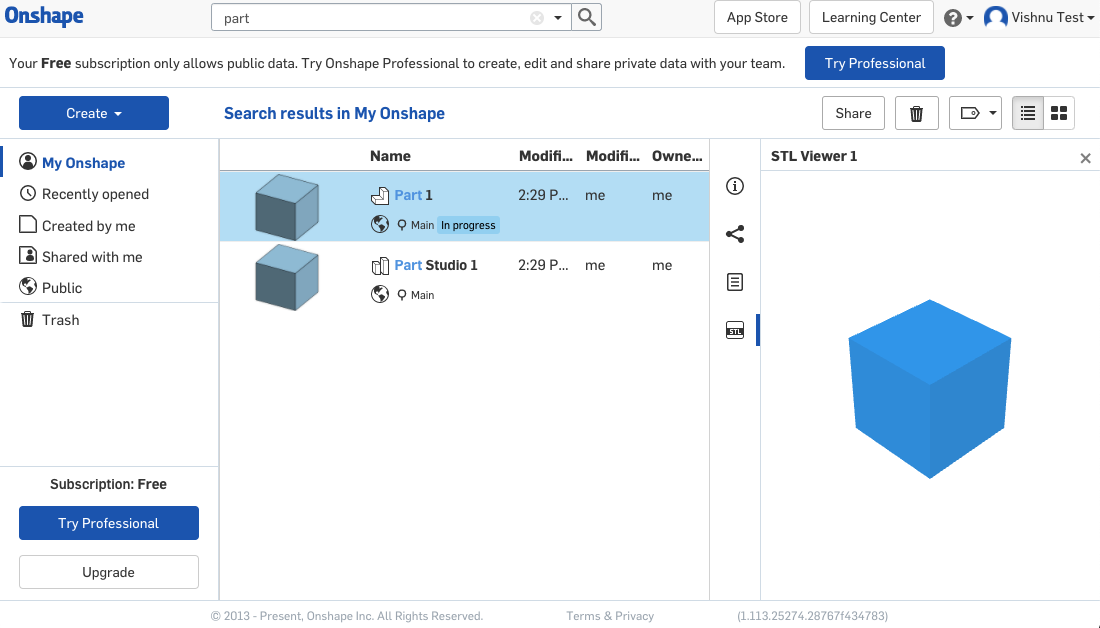 Onshape
part
App Store
Learning Center
?
Vishnu Test
Your Free subscription only allows public data. Try Onshape Professional to create, edit and share private data with your team.
Try Professional
Create
Search results in My Onshape
Share
My Onshape
Recently opened
Created by me
Shared with me
Public
Trash
Subscription: Free
Try Professional
Upgrade
Name Modifi... Modifi... Owne...
Part 1 2:29 P... me me
Main In progress
Part Studio 1 2:29 P... me me
Main
STL
STL Viewer 1
© 2013 - Present, Onshape Inc. All Rights Reserved. Terms & Privacy (1.113.25274.28767f434783)